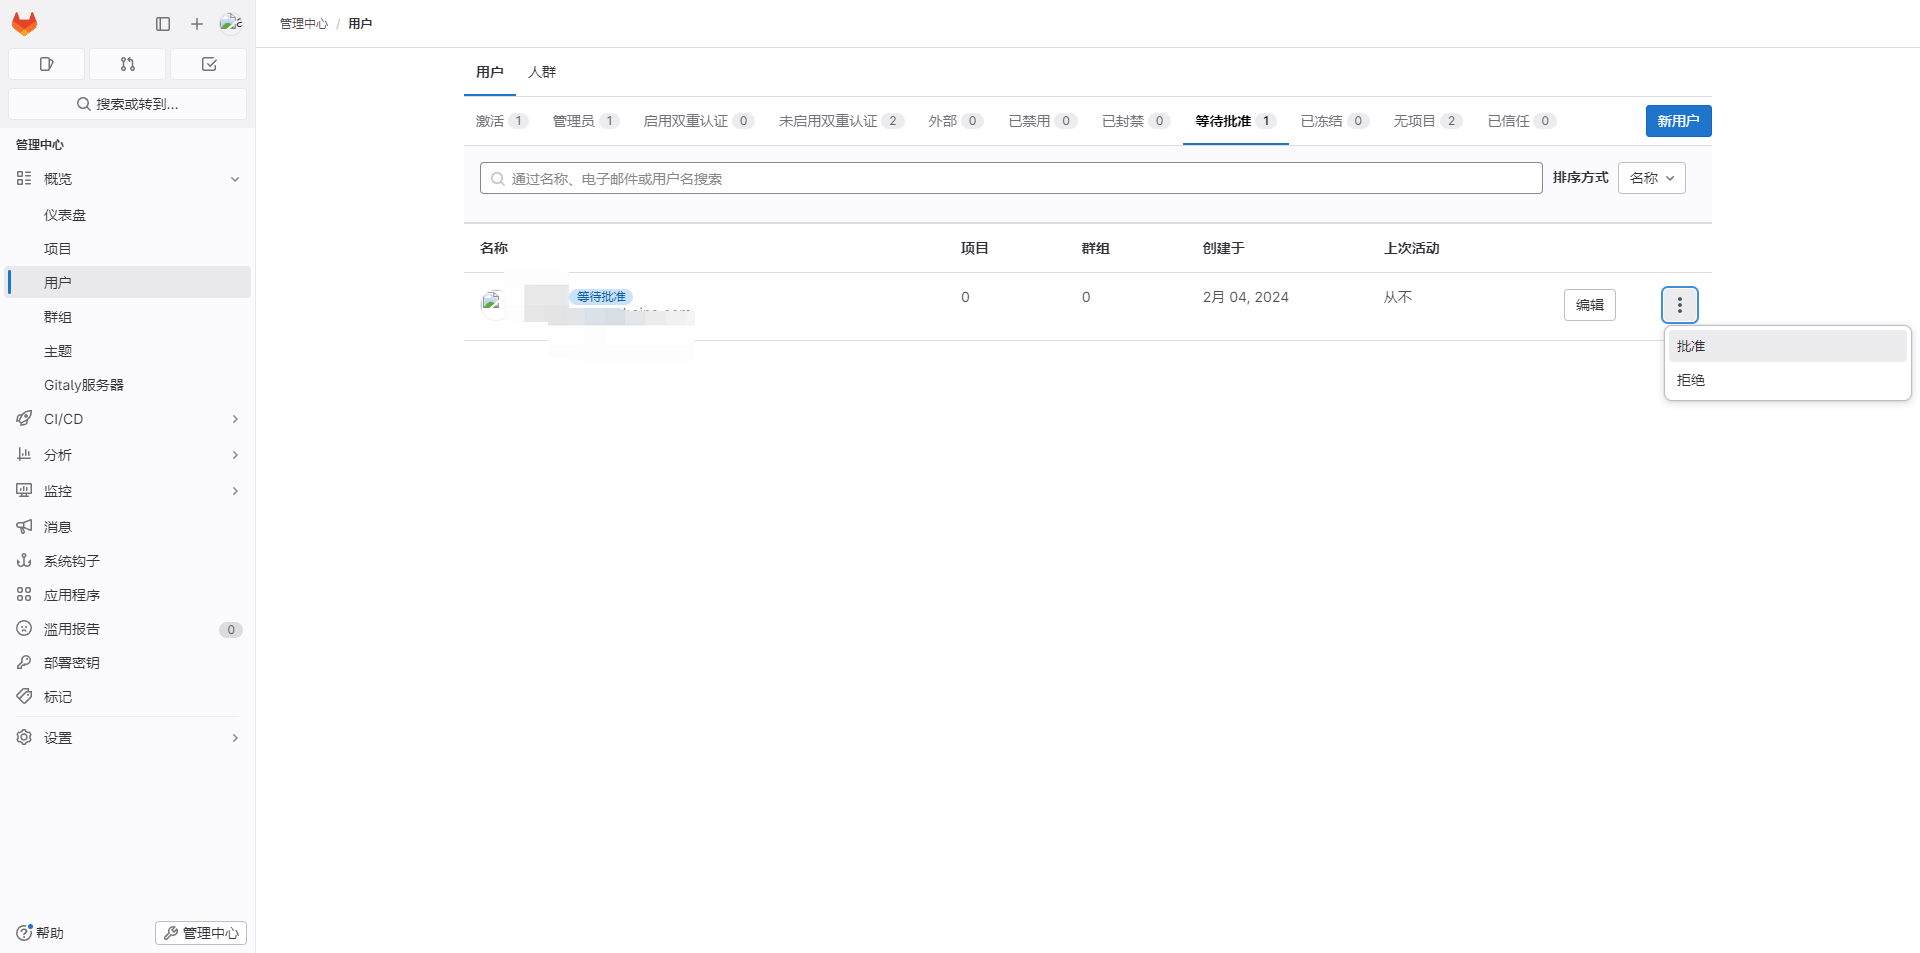 管理中心 / 用户
搜索或转到...
管理中心
概览
仪表盘
项目
用户
群组
主题
Gitaly服务器
CI/CD
分析
监控
消息
系统钩子
应用程序
滥用报告 0
部署密钥
标记
设置
帮助
管理中心
用户 人群
激活 1 管理员 1 启用双重认证 0 未启用双重认证 2 外部 0 已禁用 0 已封禁 0 等待批准 1 已冻结 0 无项目 2 已信任 0 新用户
通过名称、电子邮件或用户名搜索 排序方式 名称
名称 项目 群组 创建于 上次活动
等待批准 0 0 2月 04, 2024 从不 编辑
批准
拒绝